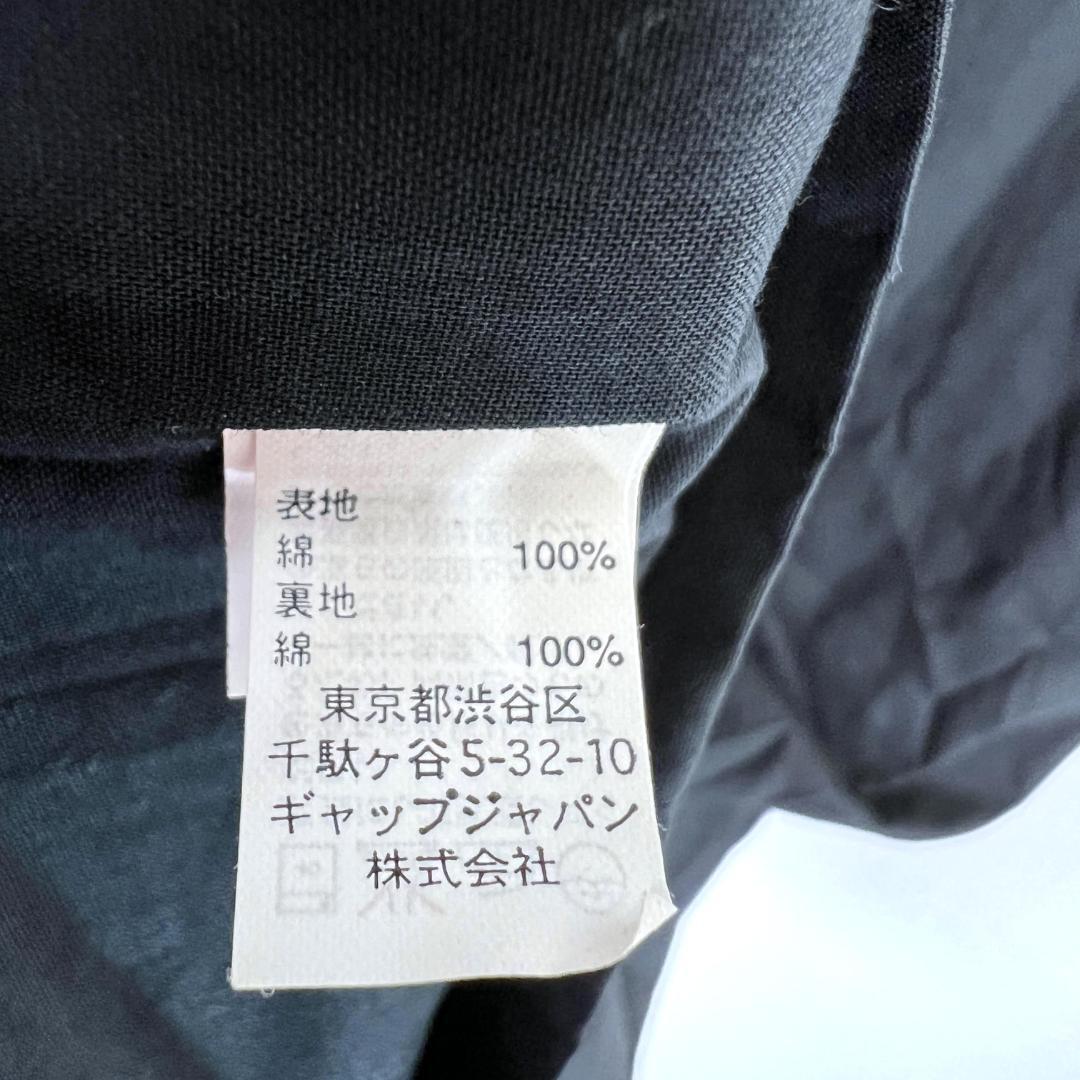 表地
綿 100%
裏地
綿 100%
東京都渋谷区
千駄ヶ谷5-32-10
ギャップジャパン
株式会社